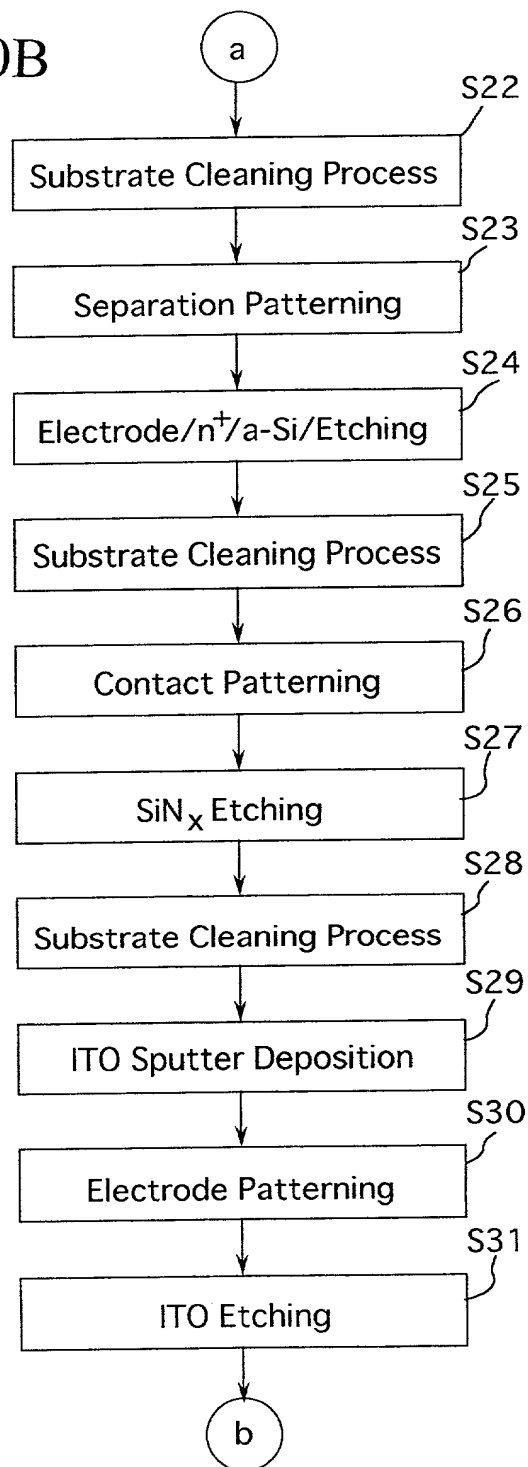 0B
a
S22
Substrate Cleaning Process
S23
Separation Patterning
S24
Electrode/n⁺/a-Si/Etching
S25
Substrate Cleaning Process
S26
Contact Patterning
S27
SiNₓ Etching
S28
Substrate Cleaning Process
S29
ITO Sputter Deposition
S30
Electrode Patterning
S31
ITO Etching
b